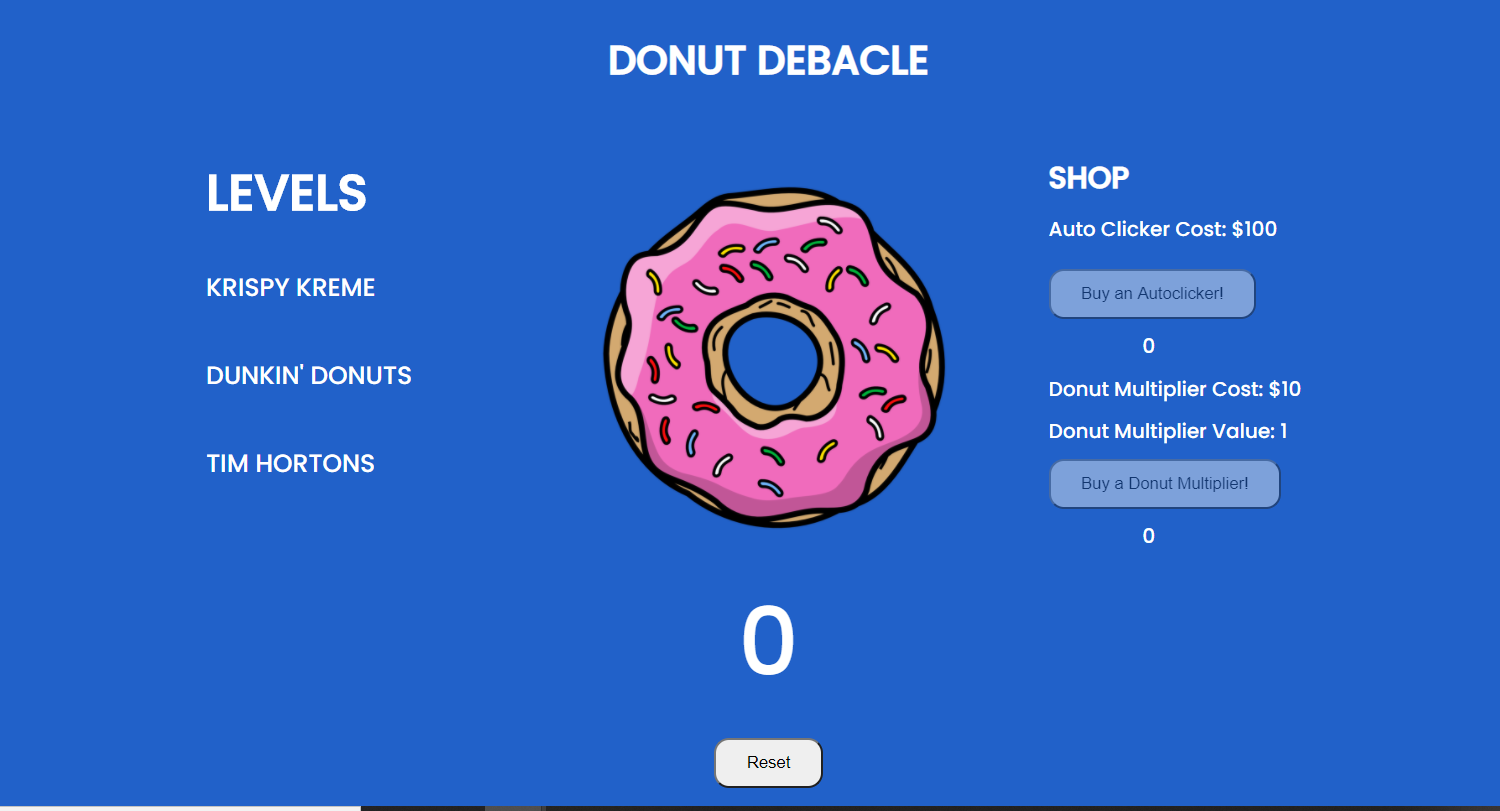 DONUT DEBACLE
LEVELS
KRISPY KREME
DUNKIN' DONUTS
TIM HORTONS
0
Reset
SHOP
Auto Clicker Cost: $100
Buy an Autoclicker!
0
Donut Multiplier Cost: $10
Donut Multiplier Value: 1
Buy a Donut Multiplier!
0